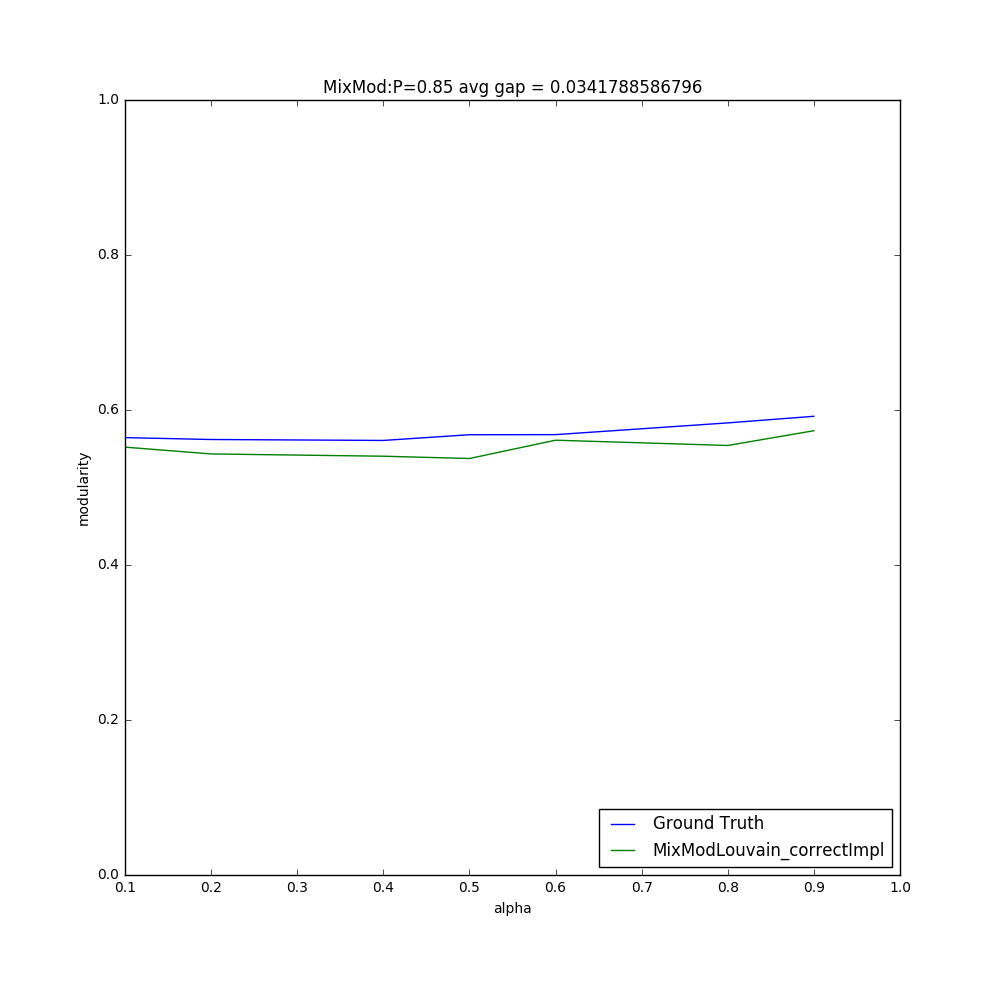 MixMod:P=0.85 avg gap = 0.0341788586796
1.0
0.8
0.6
0.4
0.2
0.0
modularity
Ground Truth
MixModLouvain_correctImpl
0.1 0.2 0.3 0.4 0.5 0.6 0.7 0.8 0.9 1.0
alpha